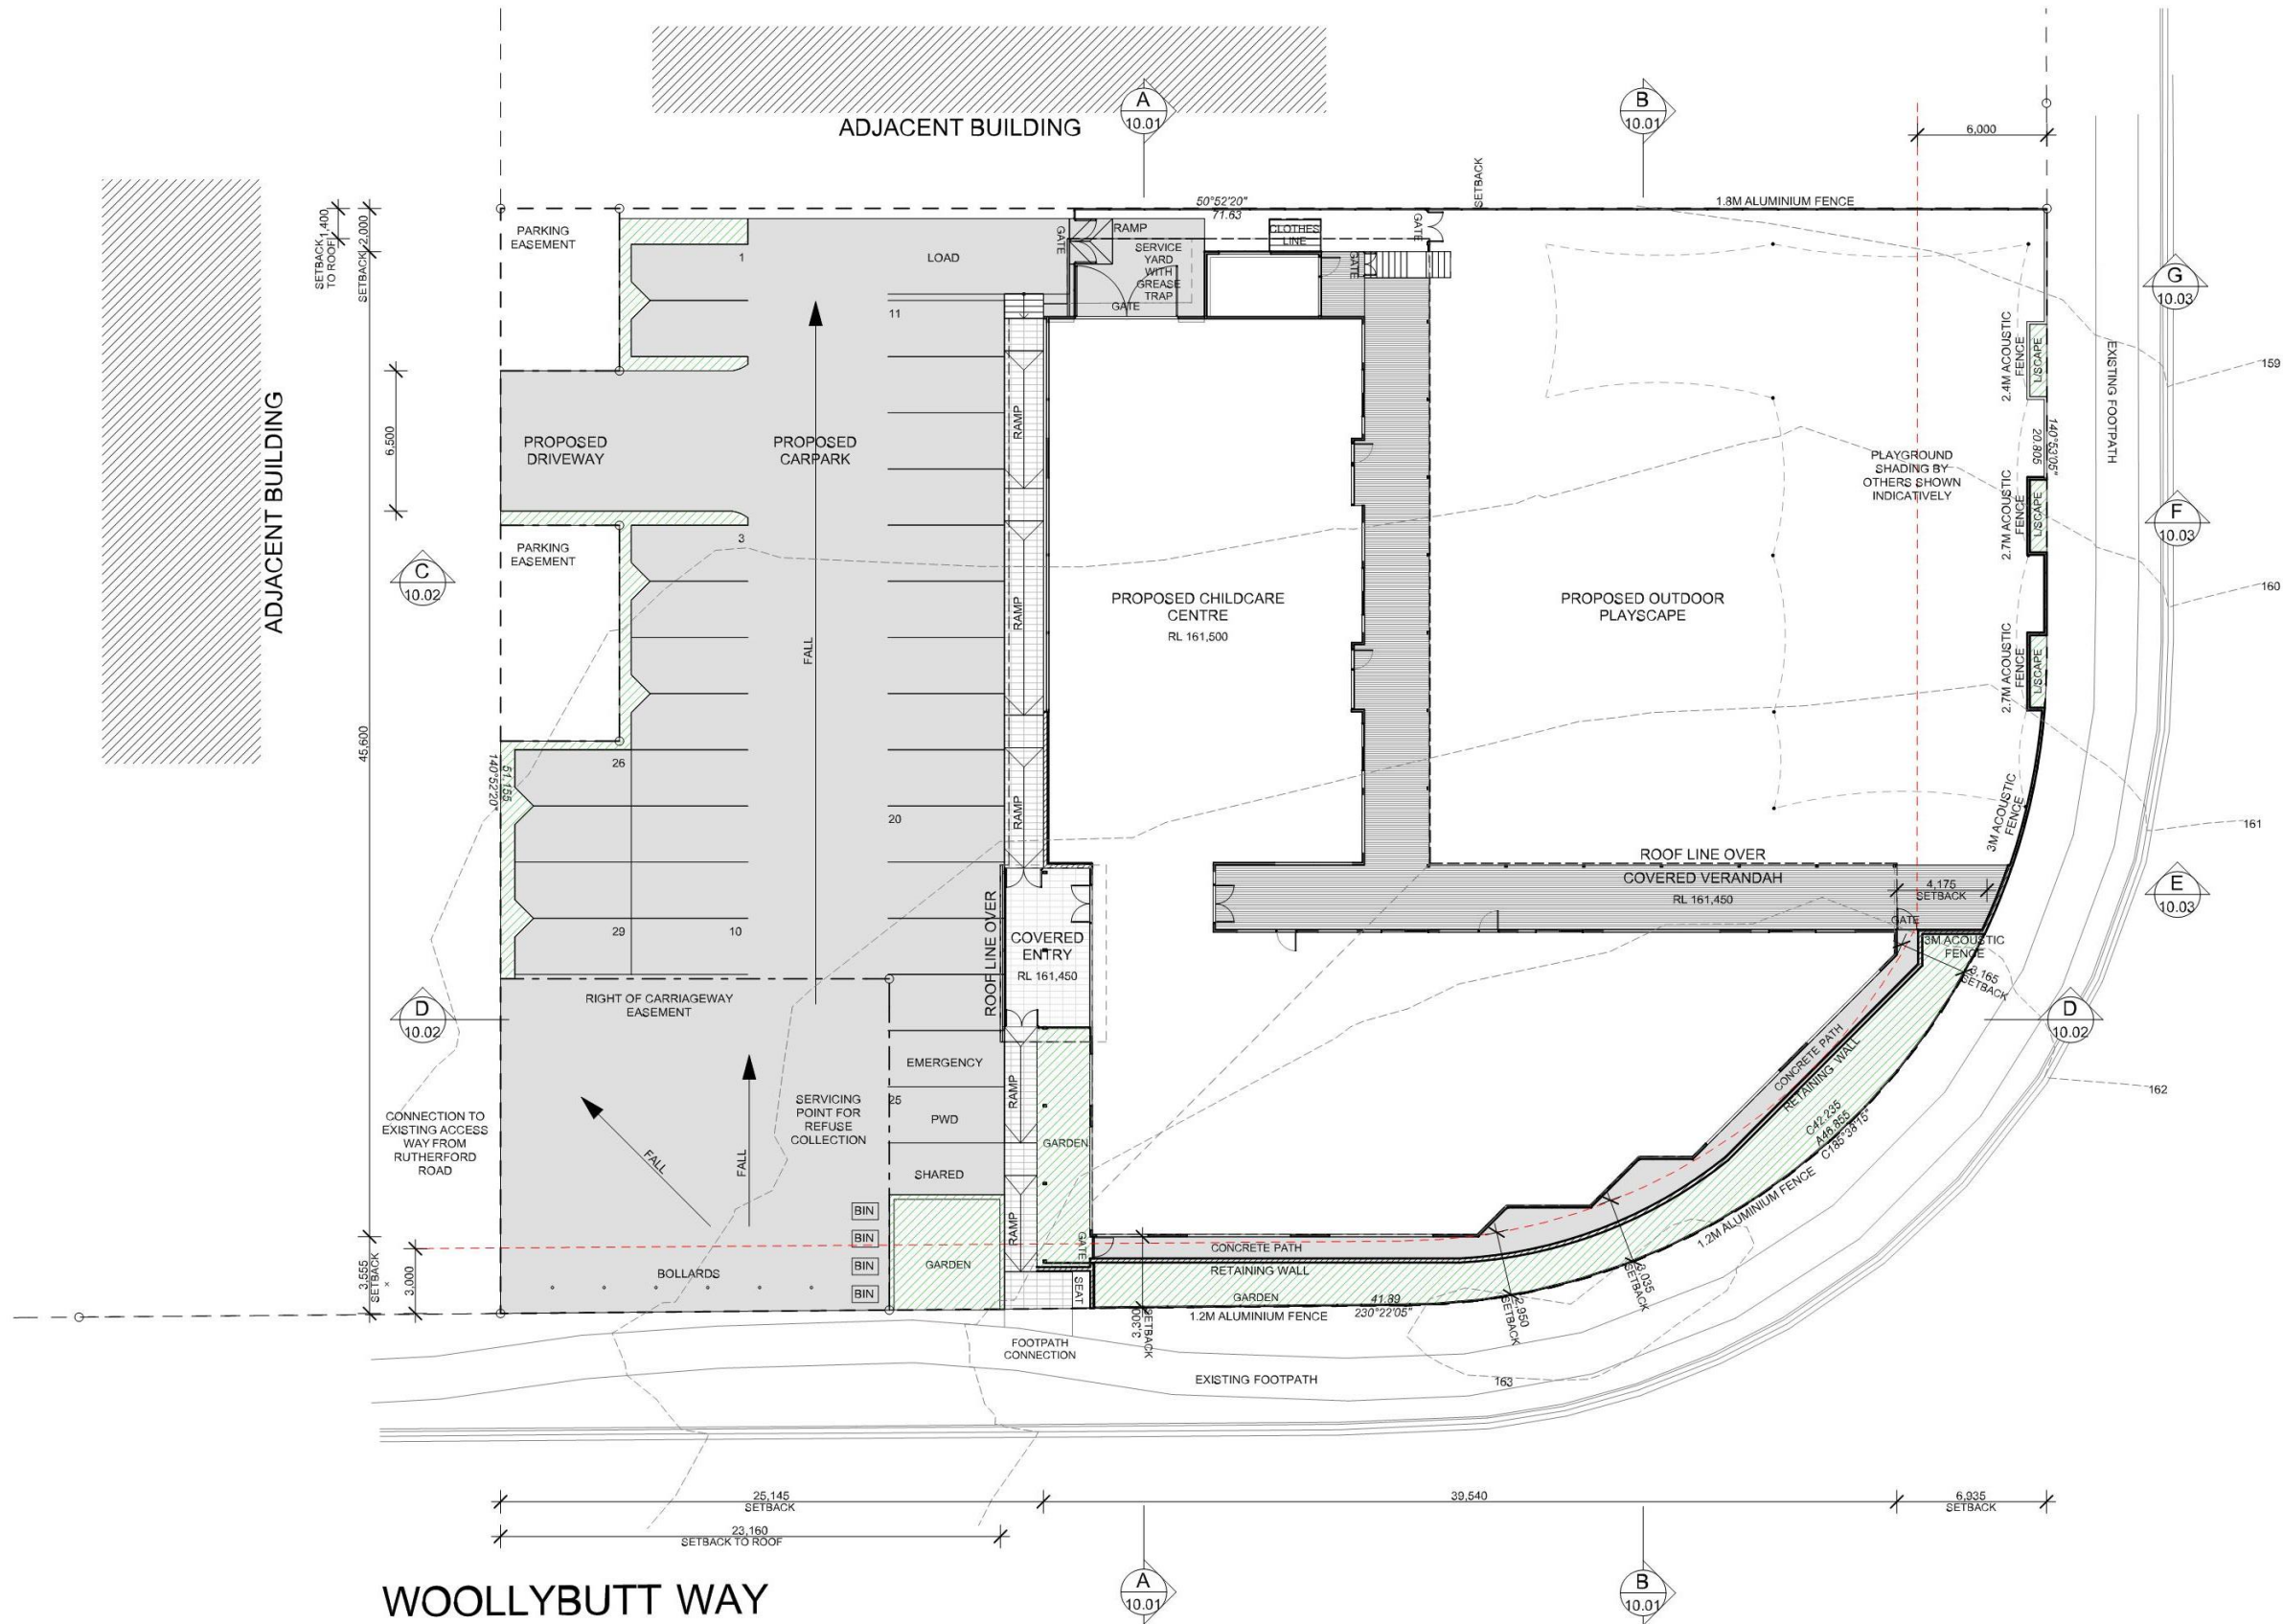 ADJACENT BUILDING
A
10.01
B
10.01
6,000
SETBACK
1,400
SETBACK
TO ROOF
2,000
SETBACK
50°52'20"
71.63
1.8M ALUMINIUM FENCE
PARKING
EASEMENT
1
LOAD
GATE
RAMP
SERVICE
YARD
WITH
GREASE
TRAP
GATE
CLOTHES
LINE
GATE
GATE
G
10.03
11
2.4M ACOUSTIC
FENCE
L/SCAPE
EXISTING FOOTPATH
159
ADJACENT BUILDING
6,500
PROPOSED
DRIVEWAY
PROPOSED
CARPARK
RAMP
PLAYGROUND
SHADING BY
OTHERS SHOWN
INDICATIVELY
140°53'05"
20.805
2.7M ACOUSTIC
FENCE
L/SCAPE
F
10.03
PARKING
EASEMENT
3
C
10.02
RAMP
FALL
PROPOSED CHILDCARE
CENTRE
RL 161,500
PROPOSED OUTDOOR
PLAYSCAPE
160
2.7M ACOUSTIC
FENCE
L/SCAPE
45,600
51.155
140°52'20"
26
20
RAMP
3M ACOUSTIC
FENCE
161
ROOF LINE OVER
COVERED VERANDAH
RL 161,450
4,175
SETBACK
E
10.03
GATE
29
10
ROOF LINE OVER
COVERED
ENTRY
RL 161,450
3M ACOUSTIC
FENCE
3,165
SETBACK
D
10.02
RIGHT OF CARRIAGEWAY
EASEMENT
D
10.02
EMERGENCY
CONCRETE PATH
RETAINING WALL
162
CONNECTION TO
EXISTING ACCESS
WAY FROM
RUTHERFORD
ROAD
SERVICING
POINT FOR
REFUSE
COLLECTION
25
PWD
RAMP
GARDEN
C42.235
A46.855
C185°38'15"
FALL
FALL
SHARED
1.2M ALUMINIUM FENCE
BIN
BIN
BIN
BIN
GARDEN
RAMP
GATE
CONCRETE PATH
RETAINING WALL
GARDEN
3,555
SETBACK
3,000
BOLLARDS
SEAT
1.2M ALUMINIUM FENCE
41.89
230°22'05"
3,300
SETBACK
2,950
SETBACK
3,035
SETBACK
FOOTPATH
CONNECTION
EXISTING FOOTPATH
163
25,145
SETBACK
39,540
6,935
SETBACK
23,160
SETBACK TO ROOF
WOOLLYBUTT WAY
A
10.01
B
10.01